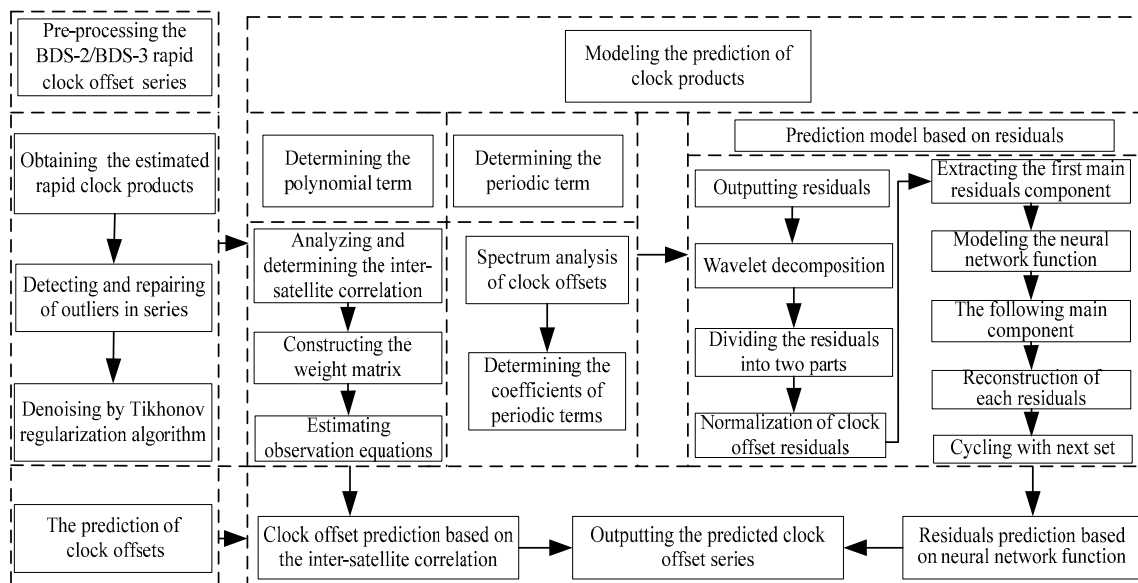 Pre-processing the
BDS-2/BDS-3 rapid
clock offset series
Modeling the prediction of
clock products
Obtaining the estimated
rapid clock products
Detecting and repairing
of outliers in series
Denoising by Tikhonov
regularization algorithm
Determining the
polynomial term
Analyzing and
determining the inter-
satellite correlation
Constructing the
weight matrix
Estimating
observation equations
Determining the
periodic term
Spectrum analysis
of clock offsets
Determining the
coefficients of
periodic terms
Prediction model based on residuals
Outputting residuals
Wavelet decomposition
Dividing the residuals
into two parts
Normalization of clock
offset residuals
Extracting the first main
residuals component
Modeling the neural
network function
The following main
component
Reconstruction of
each residuals
Cycling with next set
The prediction of
clock offsets
Clock offset prediction based on
the inter-satellite correlation
Outputting the predicted clock
offset series
Residuals prediction based
on neural network function